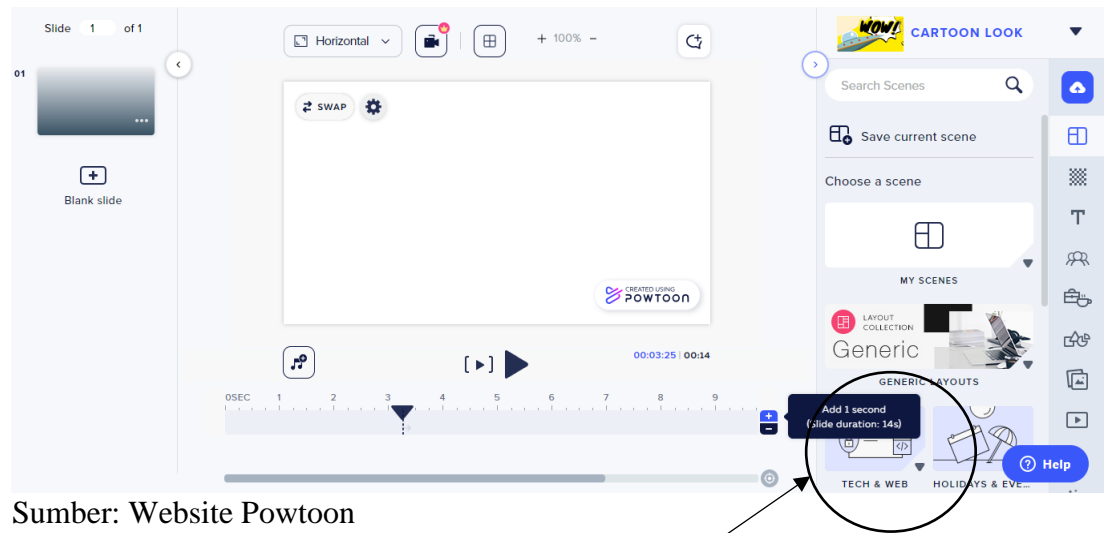 Slide 1 of 1
01
Blank slide
Horizontal
+ 100% -
SWAP
CREATED USING
POWTOON
00:03:25 | 00:14
0SEC 1 2 3 4 5 6 7 8 9
Add 1 second
(Slide duration: 14s)
WOW!
CARTOON LOOK
Search Scenes
Save current scene
Choose a scene
MY SCENES
LAYOUT
COLLECTION
Generic
GENERIC LAYOUTS
TECH & WEB
HOLIDAYS & EVE...
Help
Sumber: Website Powtoon